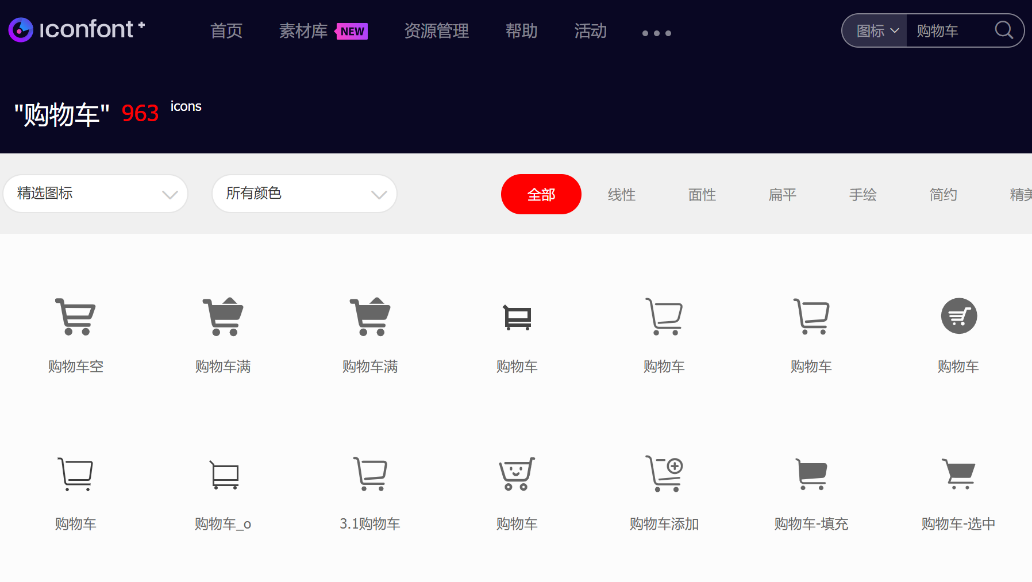 iconfont+ 首页 素材库 NEW 资源管理 帮助 活动 图标 购物车
"购物车" 963 icons
精选图标 所有颜色 全部 线性 面性 扁平 手绘 简约 精美
购物车空 购物车满 购物车满 购物车 购物车 购物车 购物车
购物车 购物车_o 3.1购物车 购物车 购物车添加 购物车-填充 购物车-选中